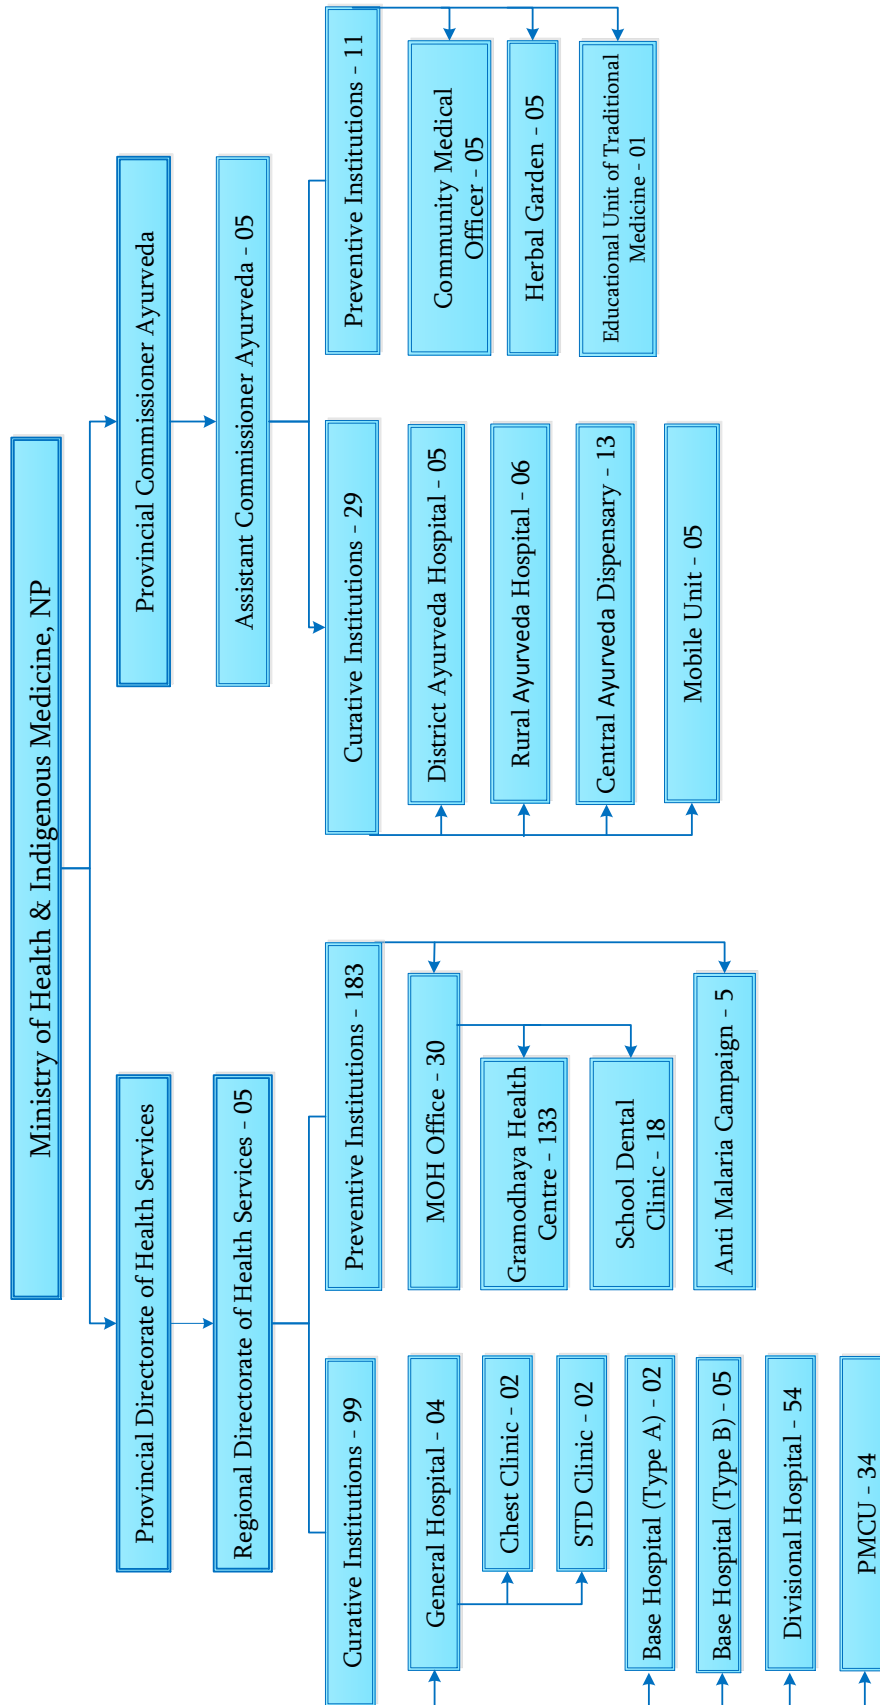 Ministry of Health & Indigenous Medicine, NP
Provincial Directorate of Health Services
Regional Directorate of Health Services - 05
Curative Institutions - 99
General Hospital - 04
Chest Clinic - 02
STD Clinic - 02
Base Hospital (Type A) - 02
Base Hospital (Type B) - 05
Divisional Hospital - 54
PMCU - 34
Preventive Institutions - 183
MOH Office - 30
Gramodhaya Health
Centre - 133
School Dental
Clinic - 18
Anti Malaria Campaign - 5
Provincial Commissioner Ayurveda
Assistant Commissioner Ayurveda - 05
Curative Institutions - 29
District Ayurveda Hospital - 05
Rural Ayurveda Hospital - 06
Central Ayurveda Dispensary - 13
Mobile Unit - 05
Preventive Institutions - 11
Community Medical
Officer - 05
Herbal Garden - 05
Educational Unit of Traditional
Medicine - 01